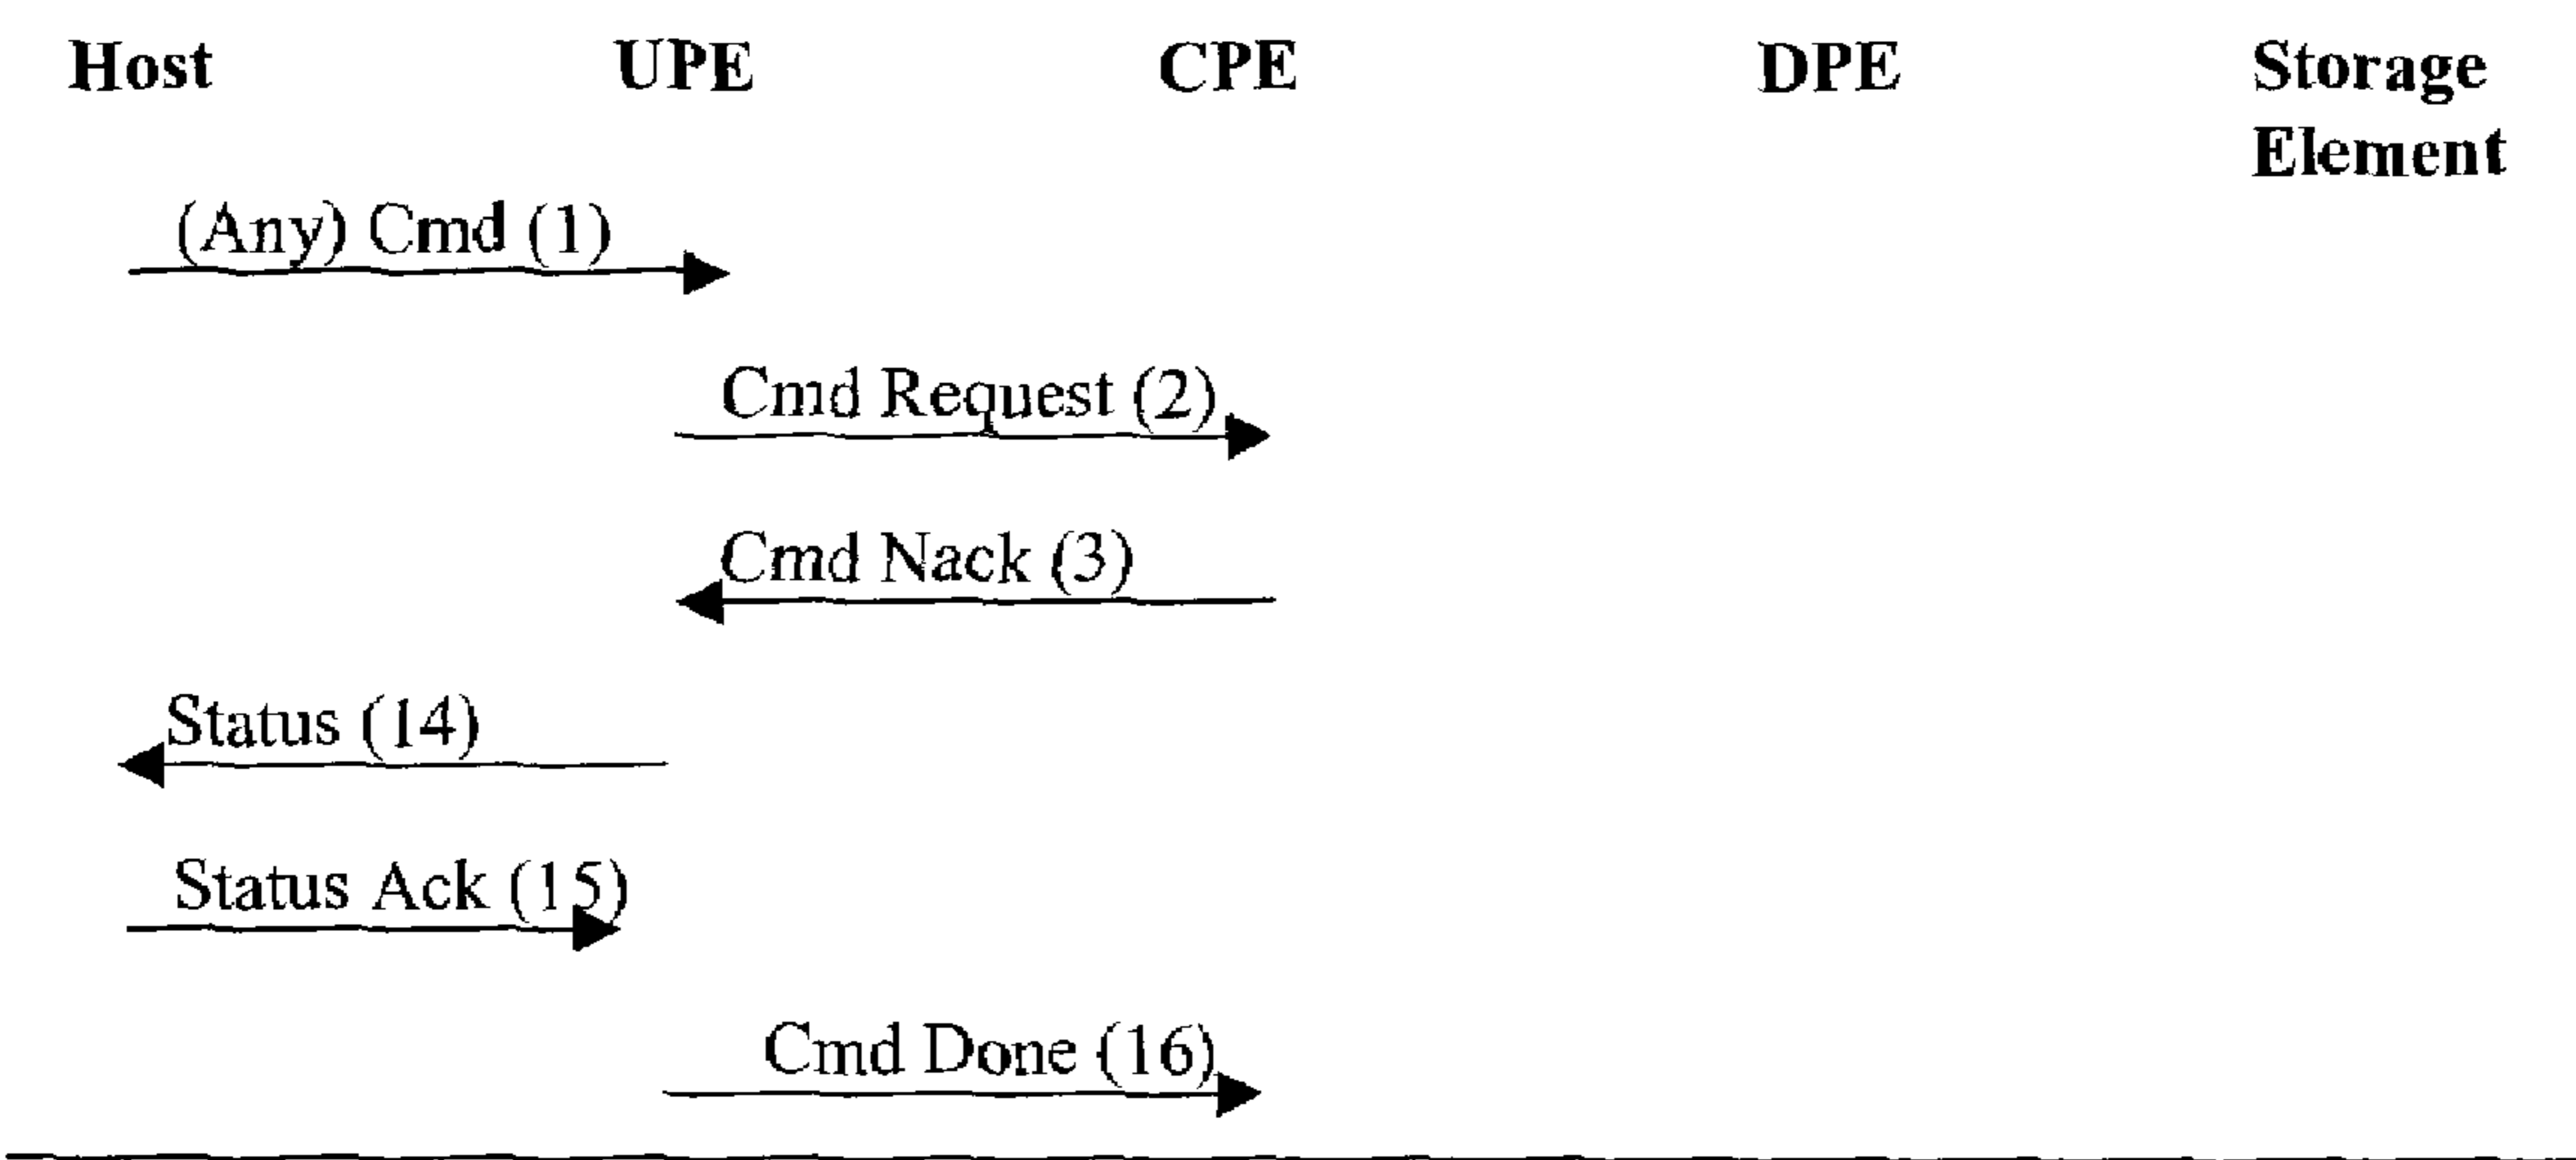 Host UPE CPE DPE Storage
Element
(Any) Cmd (1)
Cmd Request (2)
Cmd Nack (3)
Status (14)
Status Ack (15)
Cmd Done (16)